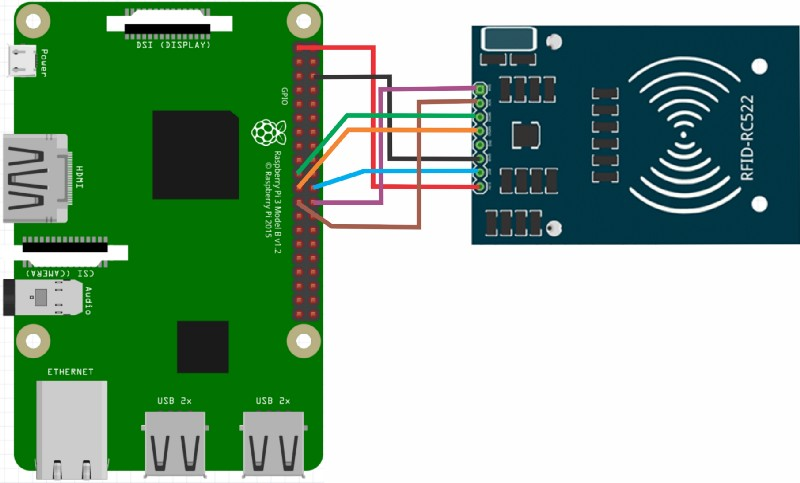 DSI (DISPLAY)
Power
GPIO
HDMI
Raspberry Pi 3 Model B v1.2
© Raspberry Pi 2015
CSI (CAMERA)
Audio
ETHERNET
USB 2x
USB 2x
RFID-RC522